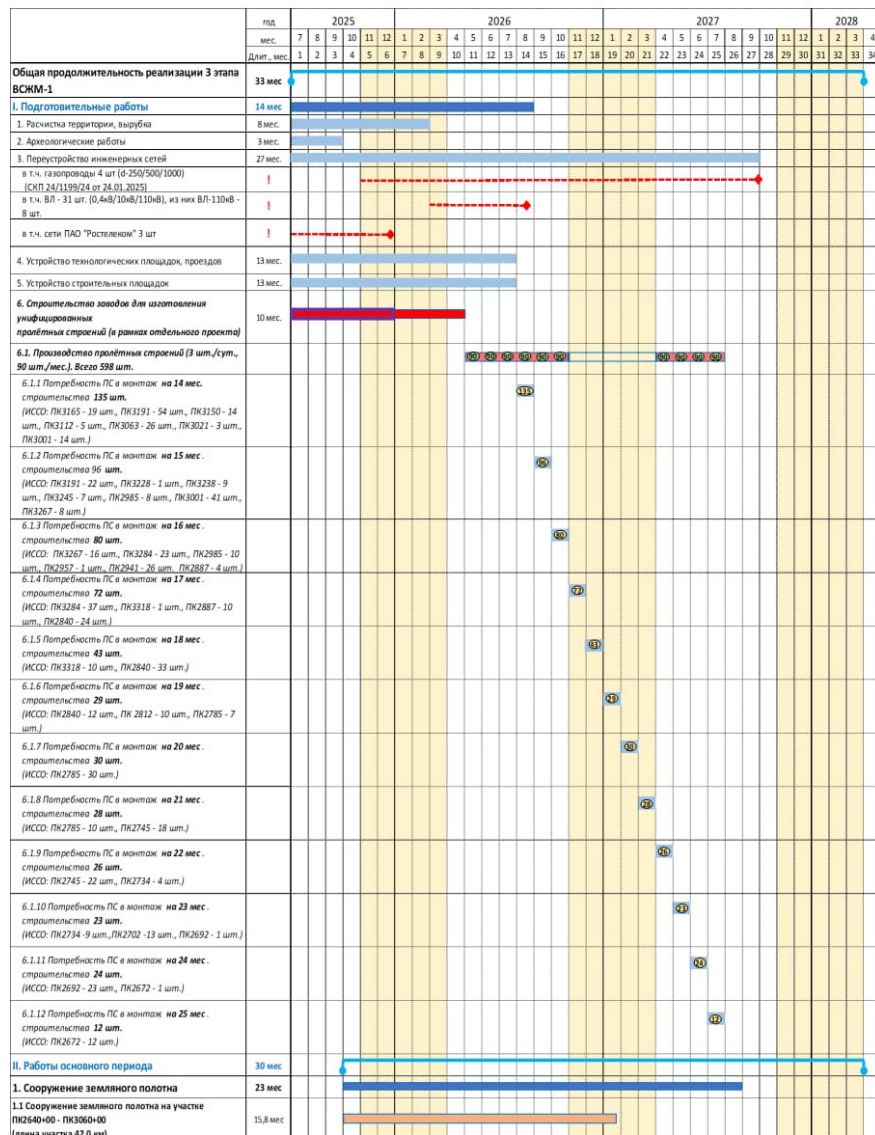 год 2025 2026 2027 2028
мес. 7 8 9 10 11 12 1 2 3 4 5 6 7 8 9 10 11 12 1 2 3 4 5 6 7 8 9 10 11 12 1 2 3 4
Длит., мес. 1 2 3 4 5 6 7 8 9 10 11 12 13 14 15 16 17 18 19 20 21 22 23 24 25 26 27 28 29 30 31 32 33 34
Общая продолжительность реализации 3 этапа
ВСЖМ-1
33 мес
I. Подготовительные работы 14 мес
1. Расчистка территории, вырубка 8 мес.
2. Археологические работы 3 мес.
3. Переустройство инженерных сетей 27 мес.
в т.ч. газопроводы 4 шт (d-250/500/1000)
(СКП 24/1199/24 от 24.01.2025)
!
в т.ч. ВЛ - 31 шт. (0,4кВ/10кВ/110кВ), из них ВЛ-110кВ -
8 шт.
!
в т.ч. сети ПАО "Ростелеком" 3 шт !
4. Устройство технологических площадок, проездов 13 мес.
5. Устройство строительных площадок 13 мес.
6. Строительство заводов для изготовления
унифицированных
пролётных строений (в рамках отдельного проекта)
10 мес.
6.1. Производство пролётных строений (3 шт./сут.,
90 шт./мес.). Всего 598 шт.
6.1.1 Потребность ПС в монтаж на 14 мес.
строительства 135 шт.
(ИССО: ПК3165 - 19 шт., ПК3191 - 54 шт., ПК3150 - 14
шт., ПК3112 - 5 шт., ПК3063 - 26 шт., ПК3021 - 3 шт.,
ПК3001 - 14 шт.)
135
6.1.2 Потребность ПС в монтаж на 15 мес.
строительства 96 шт.
(ИССО: ПК3191 - 22 шт., ПК3228 - 1 шт., ПК3238 - 9
шт., ПК3245 - 7 шт., ПК2985 - 8 шт., ПК3001 - 41 шт.,
ПК3267 - 8 шт.)
96
6.1.3 Потребность ПС в монтаж на 16 мес.
строительства 80 шт.
(ИССО: ПК3267 - 16 шт., ПК3284 - 23 шт., ПК2985 - 10
шт., ПК2957 - 1 шт., ПК2941 - 26 шт. ПК2887 - 4 шт.)
80
6.1.4 Потребность ПС в монтаж на 17 мес.
строительства 72 шт.
(ИССО: ПК3284 - 37 шт., ПК3318 - 1 шт., ПК2887 - 10
шт., ПК2840 - 24 шт.)
72
6.1.5 Потребность ПС в монтаж на 18 мес.
строительства 43 шт.
(ИССО: ПК3318 - 10 шт., ПК2840 - 33 шт.)
43
6.1.6 Потребность ПС в монтаж на 19 мес.
строительства 29 шт.
(ИССО: ПК2840 - 12 шт., ПК 2812 - 10 шт., ПК2785 - 7
шт.)
29
6.1.7 Потребность ПС в монтаж на 20 мес.
строительства 30 шт.
(ИССО: ПК2785 - 30 шт.)
30
6.1.8 Потребность ПС в монтаж на 21 мес.
строительства 28 шт.
(ИССО: ПК2785 - 10 шт., ПК2745 - 18 шт.)
28
6.1.9 Потребность ПС в монтаж на 22 мес.
строительства 26 шт.
(ИССО: ПК2745 - 22 шт., ПК2734 - 4 шт.)
26
6.1.10 Потребность ПС в монтаж на 23 мес.
строительства 23 шт.
(ИССО: ПК2734 -9 шт.,ПК2702 -13 шт., ПК2692 - 1 шт.)
23
6.1.11 Потребность ПС в монтаж на 24 мес.
строительства 24 шт.
(ИССО: ПК2692 - 23 шт., ПК2672 - 1 шт.)
24
6.1.12 Потребность ПС в монтаж на 25 мес.
строительства 12 шт.
(ИССО: ПК2672 - 12 шт.)
12
II. Работы основного периода 30 мес
1. Сооружение земляного полотна 23 мес
1.1 Сооружение земляного полотна на участке
ПК2640+00 - ПК3060+00
(длина участка 42,0 км)
15,8 мес